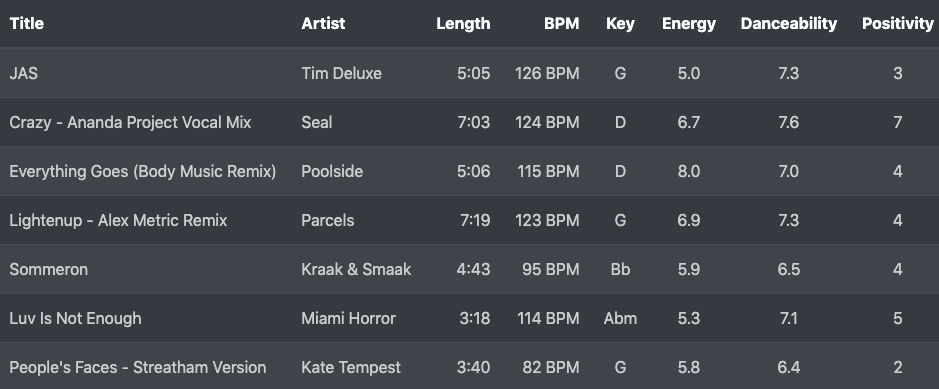 Title Artist Length BPM Key Energy Danceability Positivity
JAS Tim Deluxe 5:05 126 BPM G 5.0 7.3 3
Crazy - Ananda Project Vocal Mix Seal 7:03 124 BPM D 6.7 7.6 7
Everything Goes (Body Music Remix) Poolside 5:06 115 BPM D 8.0 7.0 4
Lightenup - Alex Metric Remix Parcels 7:19 123 BPM G 6.9 7.3 4
Sommeron Kraak & Smaak 4:43 95 BPM Bb 5.9 6.5 4
Luv Is Not Enough Miami Horror 3:18 114 BPM Abm 5.3 7.1 5
People's Faces - Streatham Version Kate Tempest 3:40 82 BPM G 5.8 6.4 2